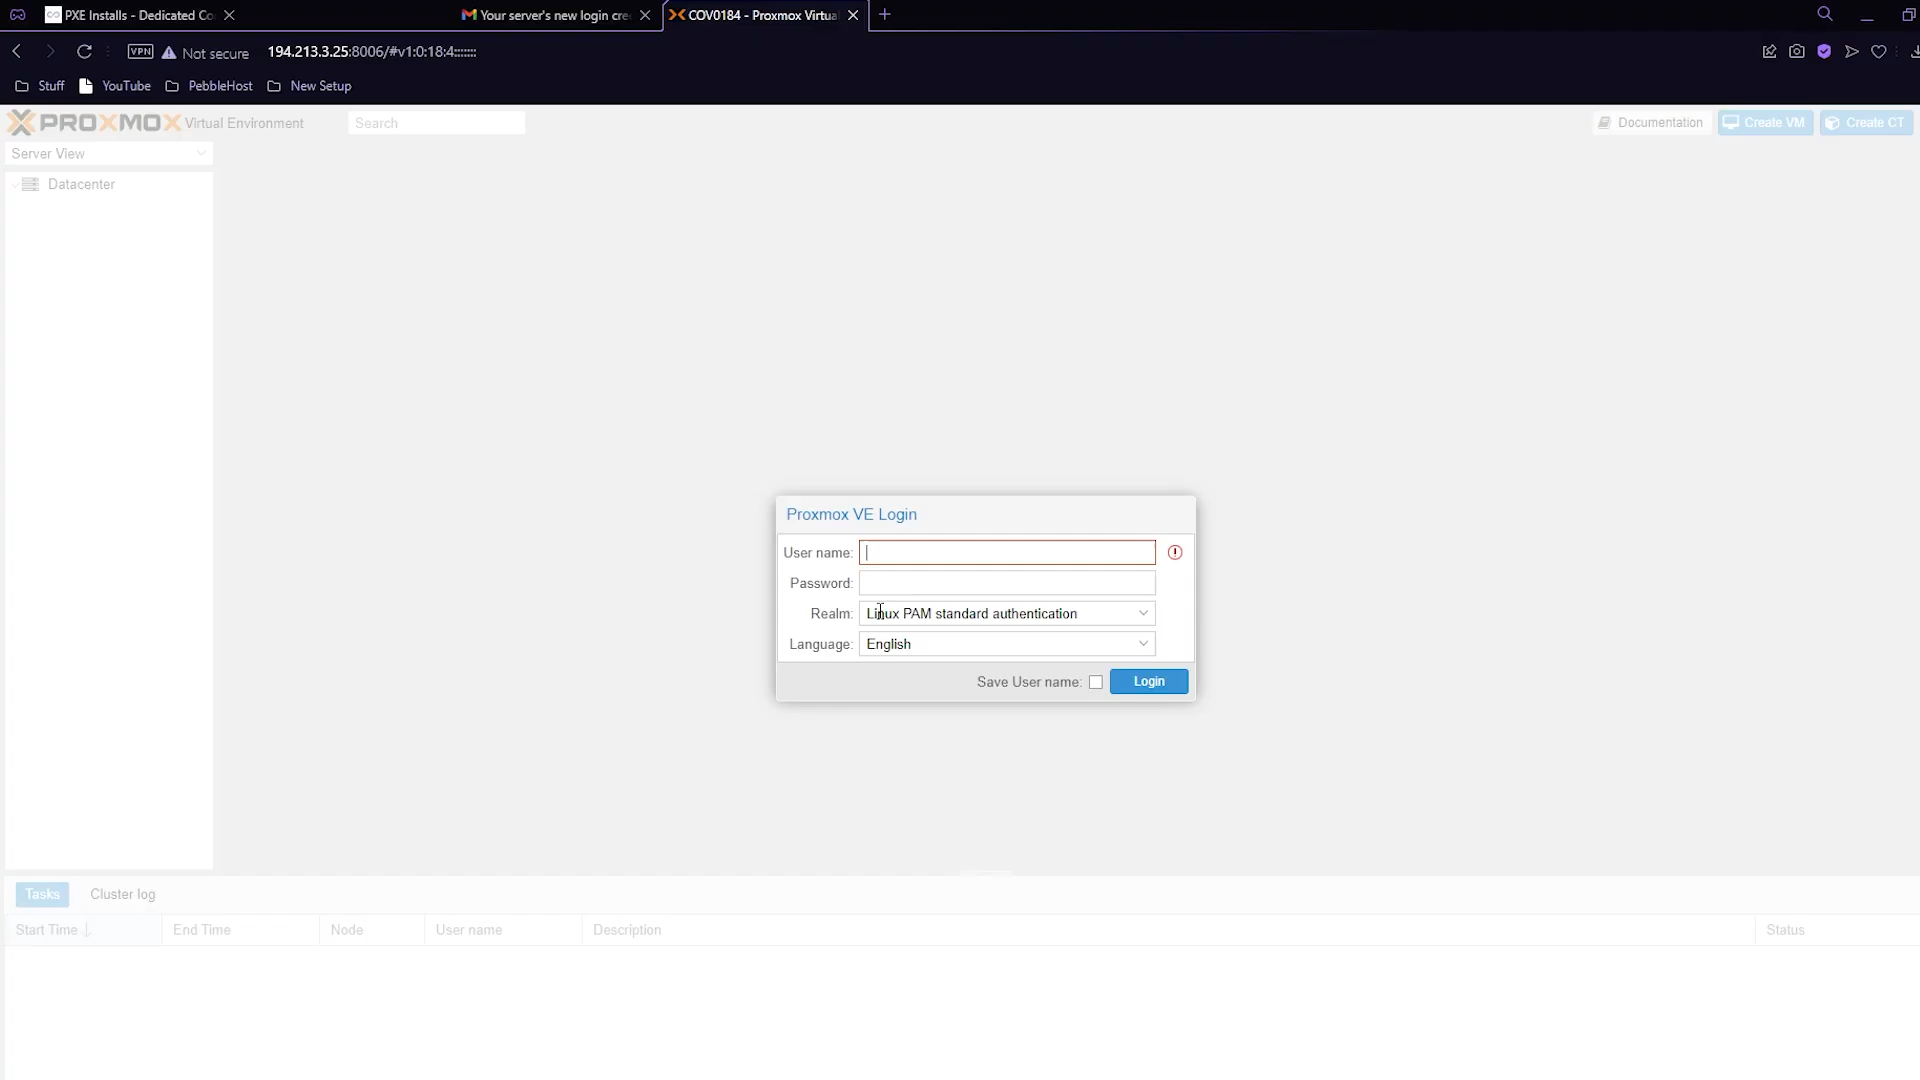 PXE Installs - Dedicated Co
Your server's new login cre
COV0184 - Proxmox Virtua
VPN Not secure 194.213.3.25:8006/#v1:0:18:4:::::::
Stuff YouTube PebbleHost New Setup
PROXMOX Virtual Environment Search Documentation Create VM Create CT
Server View
Datacenter
Proxmox VE Login
User name:
Password:
Realm: Linux PAM standard authentication
Language: English
Save User name: Login
Tasks Cluster log
Start Time End Time Node User name Description Status